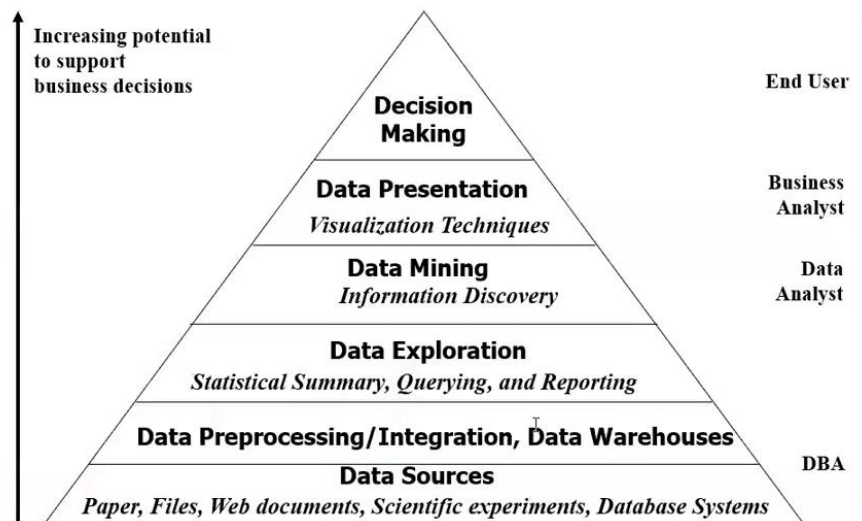 Increasing potential
to support
business decisions
End User
Decision
Making
Data Presentation
Visualization Techniques
Business
Analyst
Data Mining
Information Discovery
Data
Analyst
Data Exploration
Statistical Summary, Querying, and Reporting
Data Preprocessing/Integration, Data Warehouses
DBA
Data Sources
Paper, Files, Web documents, Scientific experiments, Database Systems